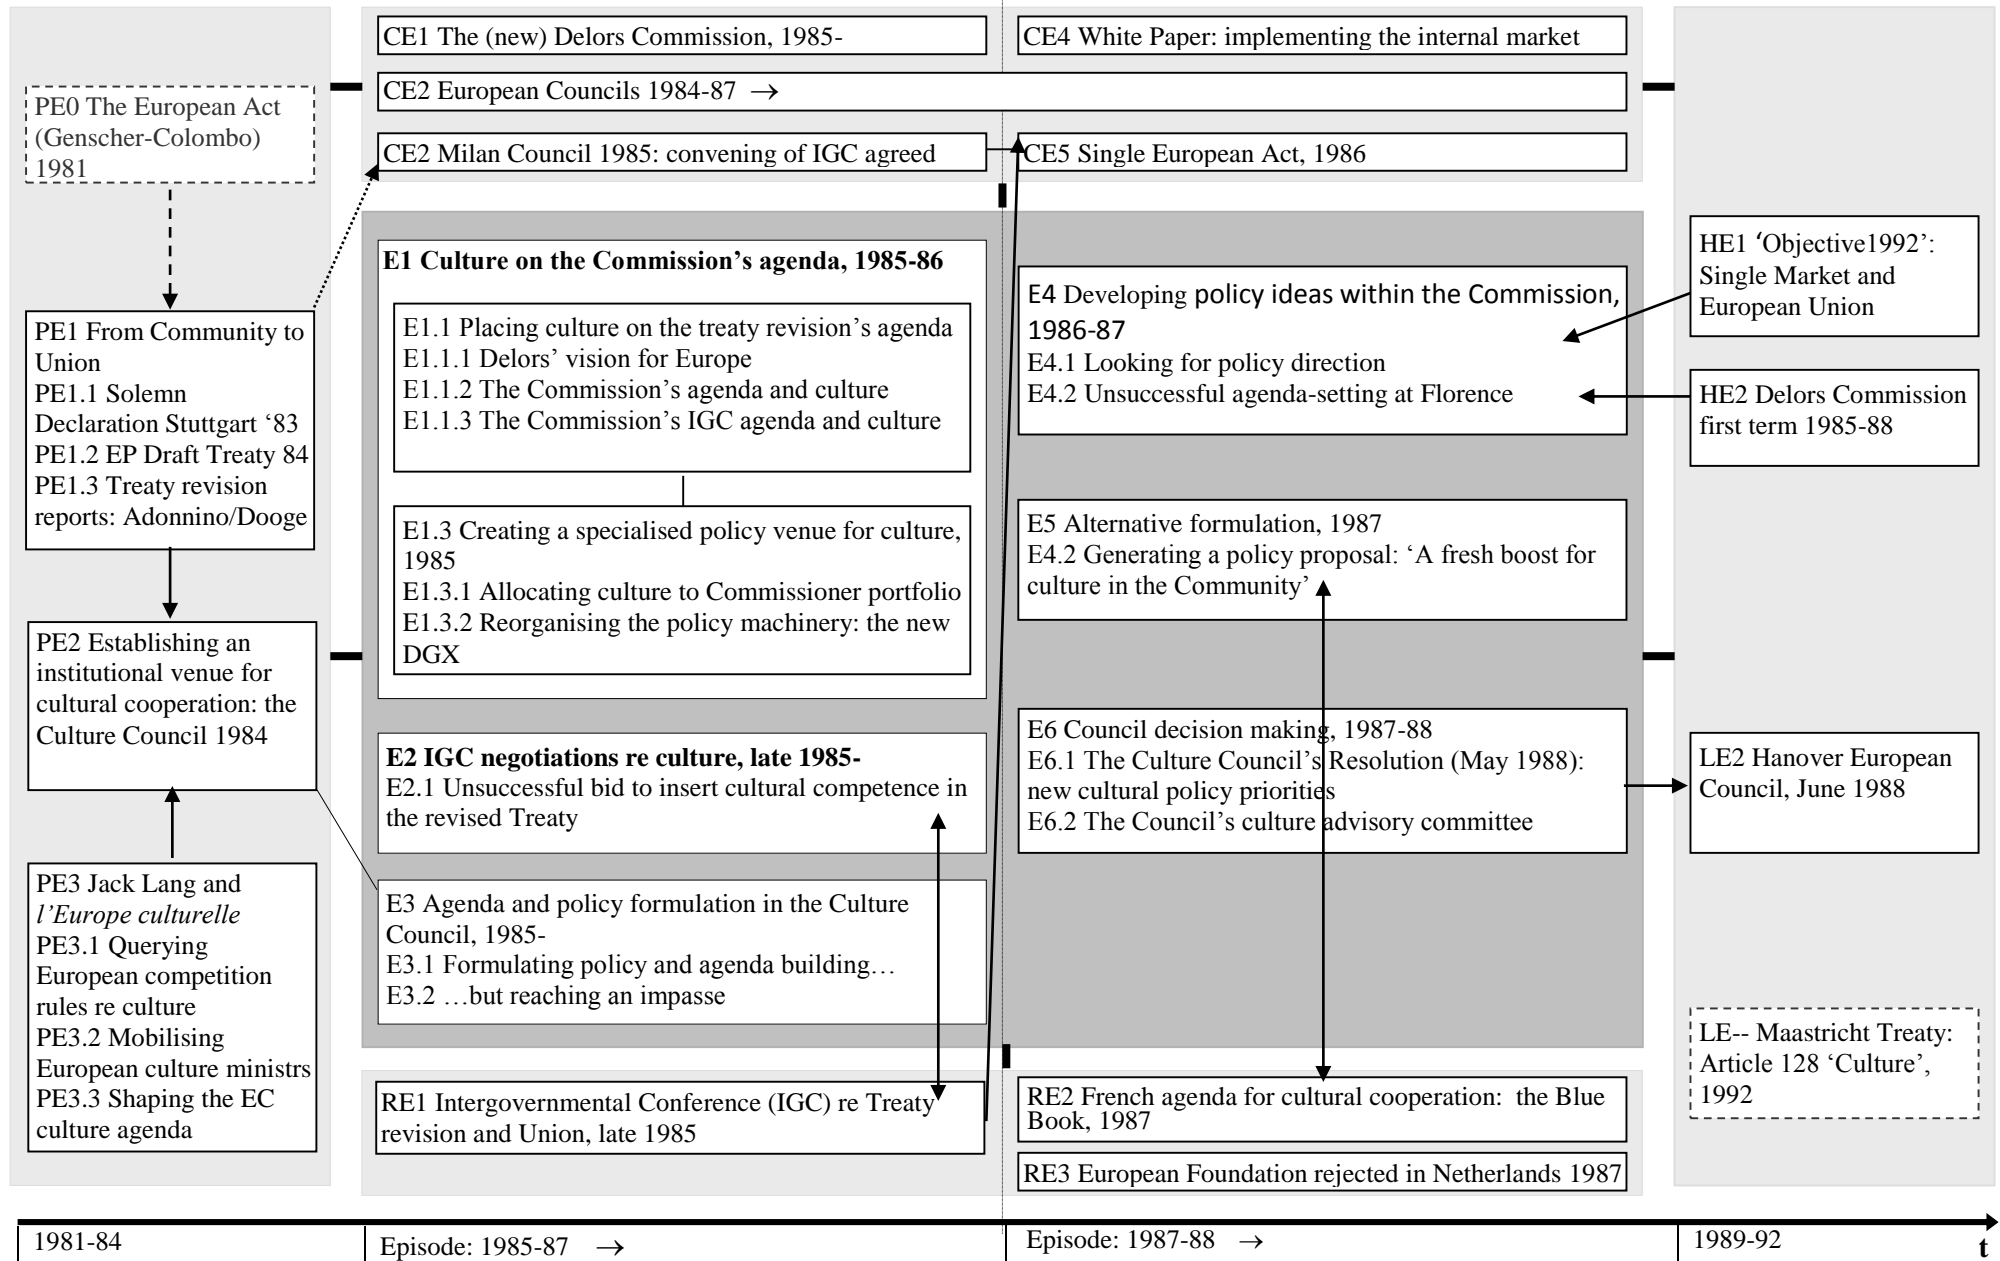 PE0 The European Act
(Genscher-Colombo)
1981
PE1 From Community to
Union
PE1.1 Solemn
Declaration Stuttgart ‘83
PE1.2 EP Draft Treaty 84
PE1.3 Treaty revision
reports: Adonnino/Dooge
PE2 Establishing an
institutional venue for
cultural cooperation: the
Culture Council 1984
PE3 Jack Lang and
l’Europe culturelle
PE3.1 Querying
European competition
rules re culture
PE3.2 Mobilising
European culture ministrs
PE3.3 Shaping the EC
culture agenda
CE1 The (new) Delors Commission, 1985-
CE4 White Paper: implementing the internal market
CE2 European Councils 1984-87 →
CE2 Milan Council 1985: convening of IGC agreed
CE5 Single European Act, 1986
E1 Culture on the Commission’s agenda, 1985-86
E1.1 Placing culture on the treaty revision’s agenda
E1.1.1 Delors’ vision for Europe
E1.1.2 The Commission’s agenda and culture
E1.1.3 The Commission’s IGC agenda and culture
E1.3 Creating a specialised policy venue for culture,
1985
E1.3.1 Allocating culture to Commissioner portfolio
E1.3.2 Reorganising the policy machinery: the new
DGX
E2 IGC negotiations re culture, late 1985-
E2.1 Unsuccessful bid to insert cultural competence in
the revised Treaty
E3 Agenda and policy formulation in the Culture
Council, 1985-
E3.1 Formulating policy and agenda building…
E3.2 …but reaching an impasse
RE1 Intergovernmental Conference (IGC) re Treaty
revision and Union, late 1985
E4 Developing policy ideas within the Commission,
1986-87
E4.1 Looking for policy direction
E4.2 Unsuccessful agenda-setting at Florence
E5 Alternative formulation, 1987
E4.2 Generating a policy proposal: ‘A fresh boost for
culture in the Community’
E6 Council decision making, 1987-88
E6.1 The Culture Council’s Resolution (May 1988):
new cultural policy priorities
E6.2 The Council’s culture advisory committee
RE2 French agenda for cultural cooperation: the Blue
Book, 1987
RE3 European Foundation rejected in Netherlands 1987
HE1 ‘Objective1992’:
Single Market and
European Union
HE2 Delors Commission
first term 1985-88
LE2 Hanover European
Council, June 1988
LE-- Maastricht Treaty:
Article 128 ‘Culture’,
1992
1981-84
Episode: 1985-87 →
Episode: 1987-88 →
1989-92
t